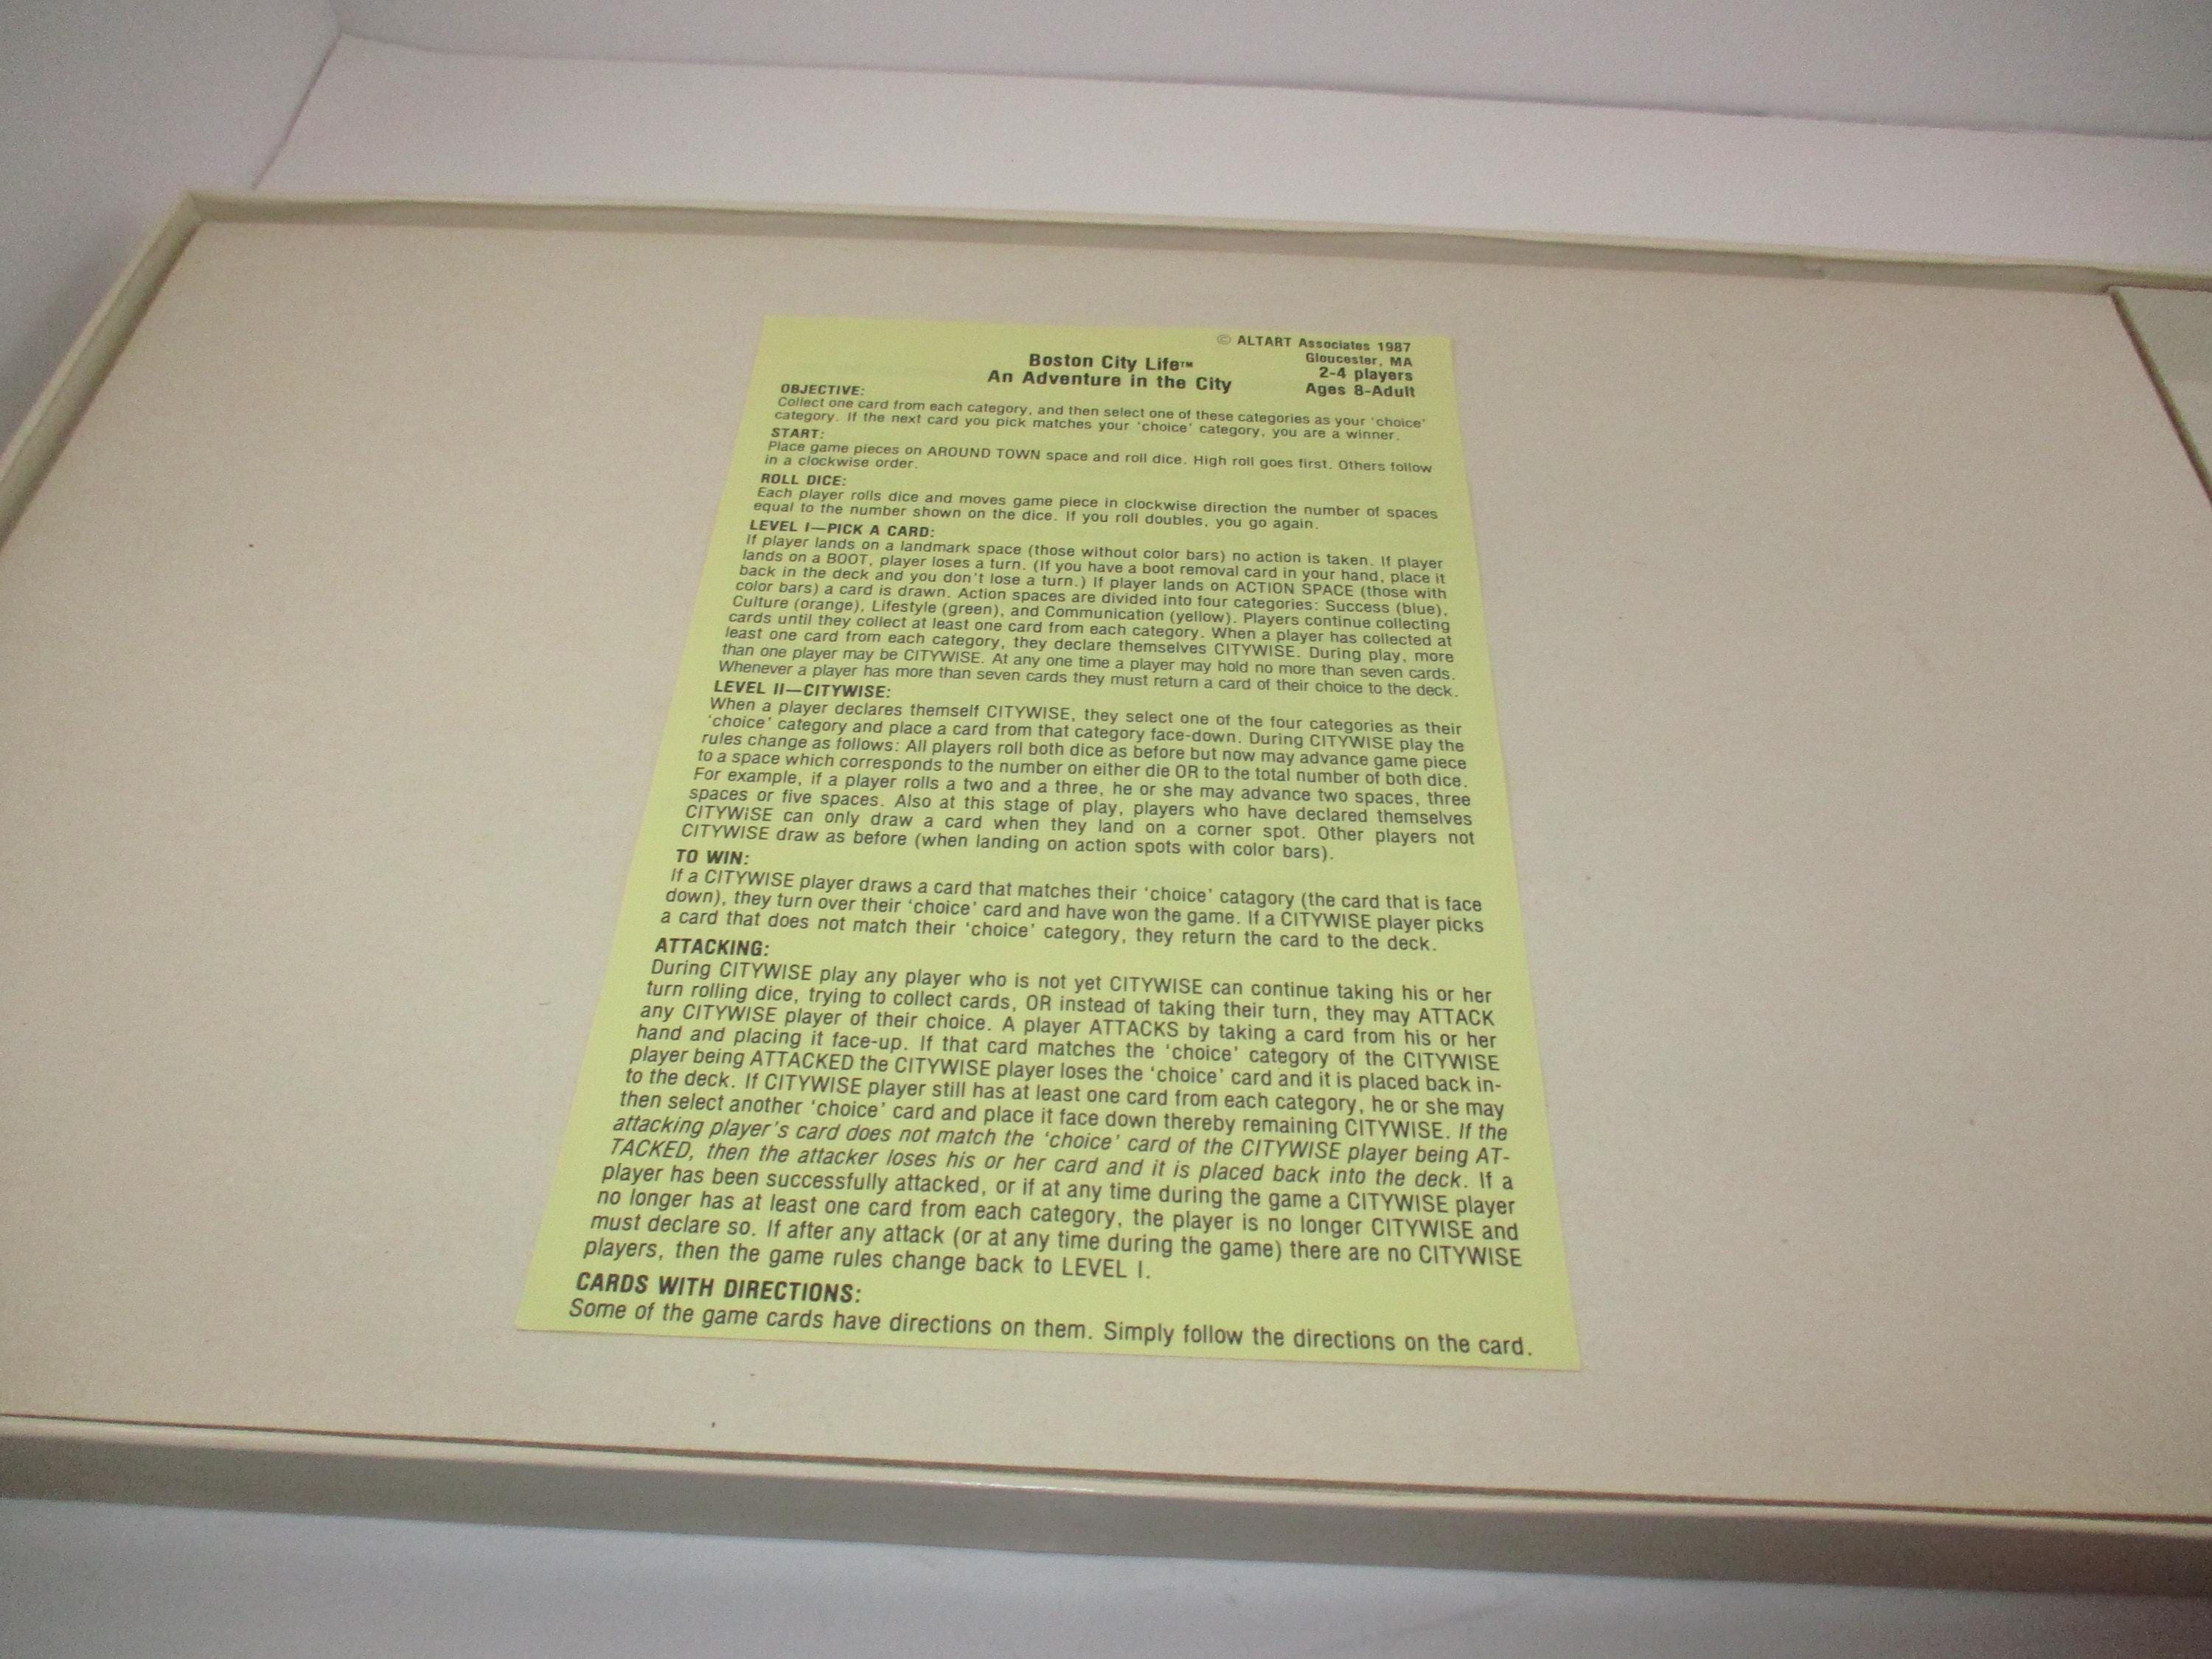 © ALTART Associates 1987
Gloucester, MA
2-4 players
Ages 8-Adult
Boston City Life™
An Adventure in the City
OBJECTIVE:
Collect one card from each category, and then select one of these categories as your 'choice'
category. If the next card you pick matches your 'choice' category, you are a winner.
START:
Place game pieces on AROUND TOWN space and roll dice. High roll goes first. Others follow
in a clockwise order.
ROLL DICE:
Each player rolls dice and moves game piece in clockwise direction the number of spaces
equal to the number shown on the dice. If you roll doubles, you go again.
LEVEL I—PICK A CARD:
If player lands on a landmark space (those without color bars) no action is taken. If player
lands on a BOOT, player loses a turn. (If you have a boot removal card in your hand, place it
back in the deck and you don't lose a turn.) If player lands on ACTION SPACE (those with
color bars) a card is drawn. Action spaces are divided into four categories: Success (blue),
Culture (orange), Lifestyle (green), and Communication (yellow). Players continue collecting
cards until they collect at least one card from each category. When a player has collected at
least one card from each category, they declare themselves CITYWISE. During play, more
than one player may be CITYWISE. At any one time a player may hold no more than seven cards.
Whenever a player has more than seven cards they must return a card of their choice to the deck.
LEVEL II—CITYWISE:
When a player declares themself CITYWISE, they select one of the four categories as their
'choice' category and place a card from that category face-down. During CITYWISE play the
rules change as follows: All players roll both dice as before but now may advance game piece
to a space which corresponds to the number on either die OR to the total number of both dice.
For example, if a player rolls a two and a three, he or she may advance two spaces, three
spaces or five spaces. Also at this stage of play, players who have declared themselves
CITYWiSE can only draw a card when they land on a corner spot. Other players not
CITYWISE draw as before (when landing on action spots with color bars).
TO WIN:
If a CITYWISE player draws a card that matches their 'choice' catagory (the card that is face
down), they turn over their 'choice' card and have won the game. If a CITYWISE player picks
a card that does not match their 'choice' category, they return the card to the deck.
ATTACKING:
During CITYWISE play any player who is not yet CITYWISE can continue taking his or her
turn rolling dice, trying to collect cards, OR instead of taking their turn, they may ATTACK
any CITYWISE player of their choice. A player ATTACKS by taking a card from his or her
hand and placing it face-up. If that card matches the 'choice' category of the CITYWISE
player being ATTACKED the CITYWISE player loses the 'choice' card and it is placed back in-
to the deck. If CITYWISE player still has at least one card from each category, he or she may
then select another 'choice' card and place it face down thereby remaining CITYWISE. If the
attacking player's card does not match the 'choice' card of the CITYWISE player being AT-
TACKED, then the attacker loses his or her card and it is placed back into the deck. If a
player has been successfully attacked, or if at any time during the game a CITYWISE player
no longer has at least one card from each category, the player is no longer CITYWISE and
must declare so. If after any attack (or at any time during the game) there are no CITYWISE
players, then the game rules change back to LEVEL I.
CARDS WITH DIRECTIONS:
Some of the game cards have directions on them. Simply follow the directions on the card.